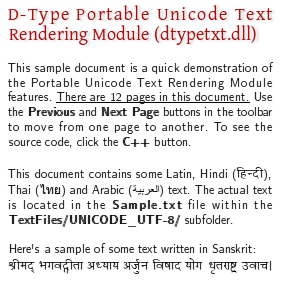 D-Type Portable Unicode Text
Rendering Module (dtypetxt.dll)
This sample document is a quick demonstration of
the Portable Unicode Text Rendering Module
features. There are 12 pages in this document. Use
the Previous and Next Page buttons in the toolbar
to move from one page to another. To see the
source code, click the C++ button.
This document contains some Latin, Hindi (हिन्दी),
Thai (ไทย) and Arabic (العربية) text. The actual text
is located in the Sample.txt file within the
TextFiles/UNICODE_UTF-8/ subfolder.
Here's a sample of some text written in Sanskrit:
श्रीमद् भगवद्गीता अध्याय अर्जुन विषाद योग धृतराष्ट्र उवाच।